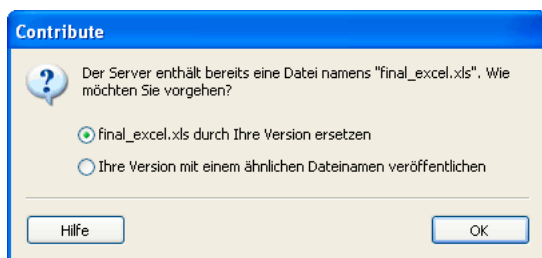 Contribute
Der Server enthält bereits eine Datei namens "final_excel.xls". Wie
möchten Sie vorgehen?
final_excel.xls durch Ihre Version ersetzen
Ihre Version mit einem ähnlichen Dateinamen veröffentlichen
Hilfe
OK